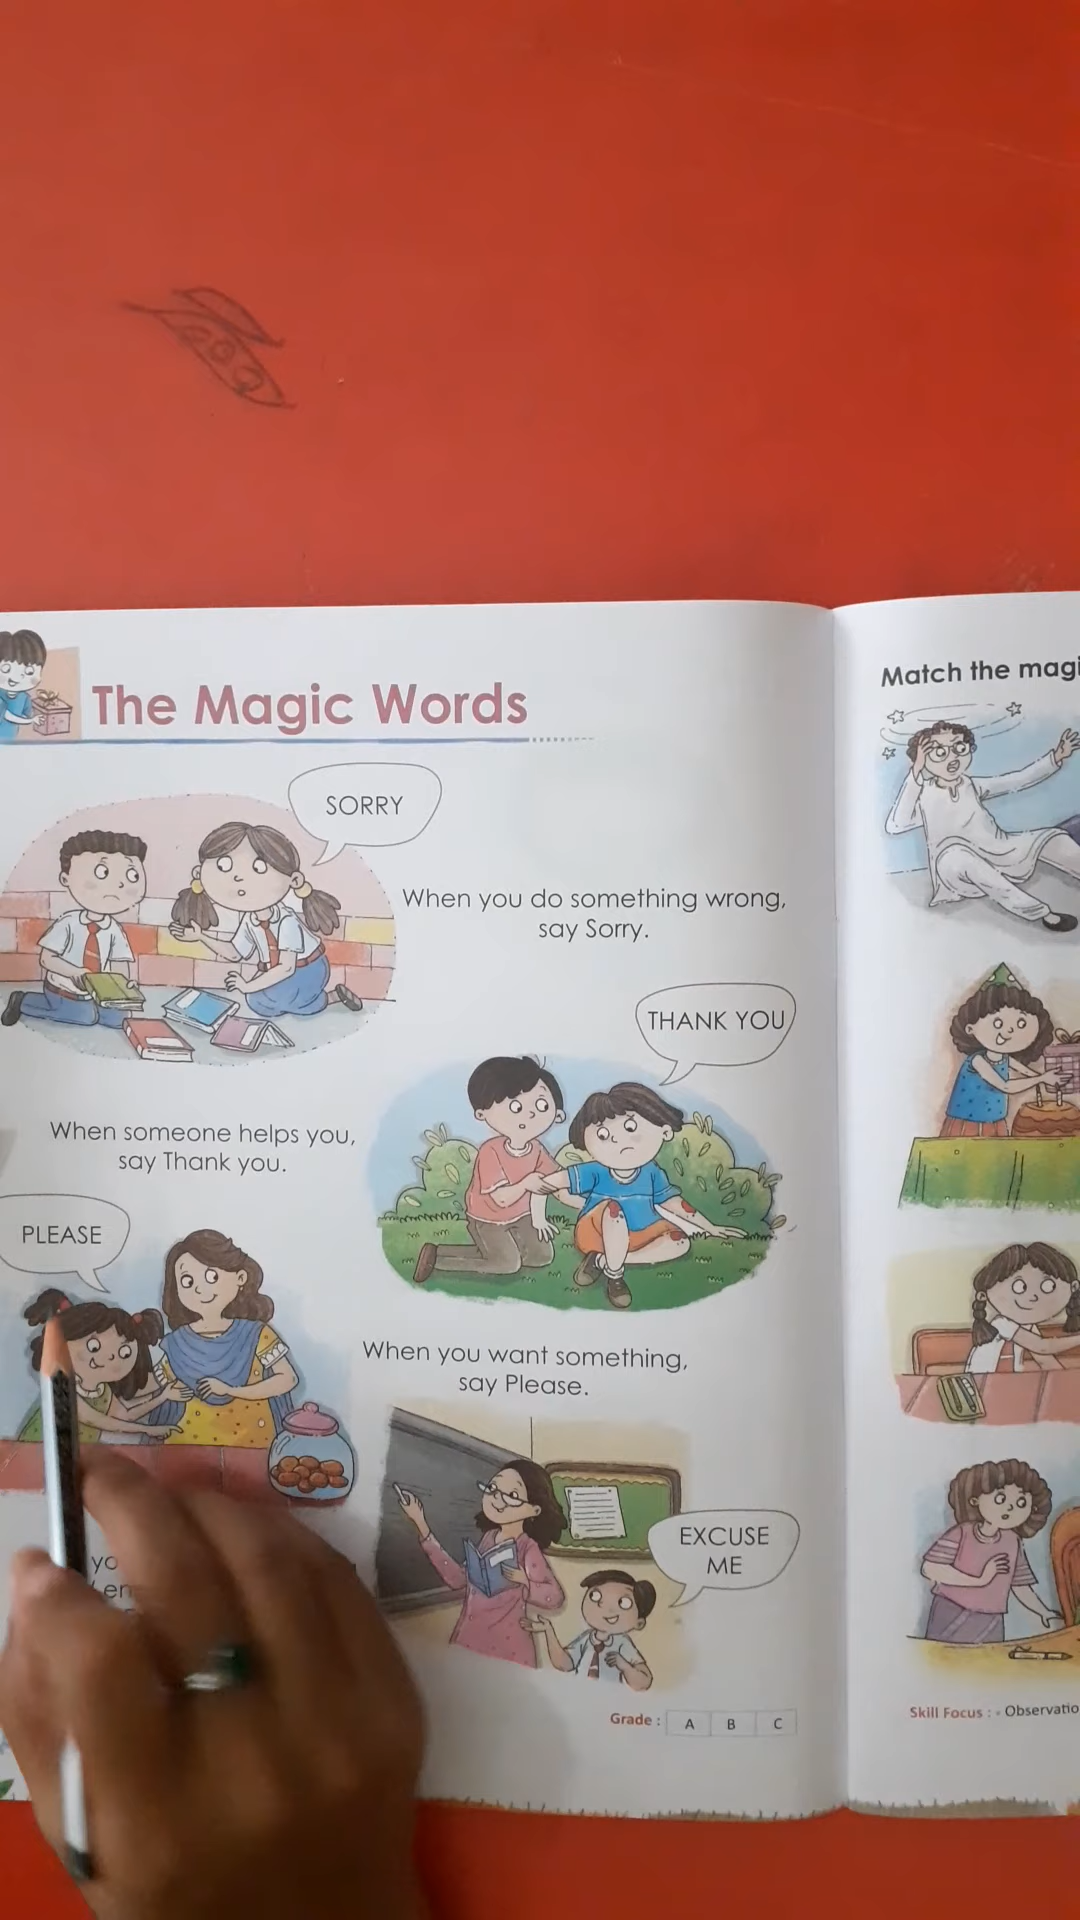 The Magic Words
SORRY
When you do something wrong,
say Sorry.
THANK YOU
When someone helps you,
say Thank you.
PLEASE
When you want something,
say Please.
EXCUSE
ME
Grade : A B C
Match the magi
Skill Focus : • Observatio